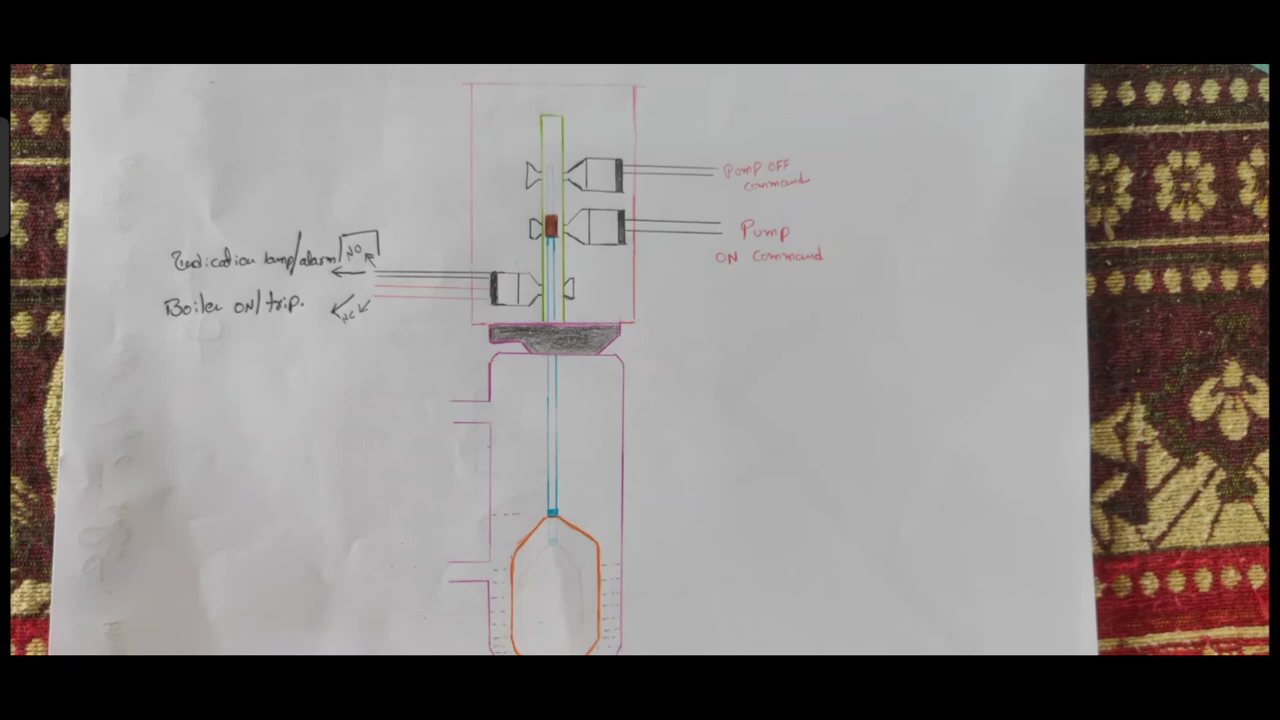 Pump OFF
command
Pump
ON Command
Indication lamp/alarm NO
Boiler ON/trip.
NC